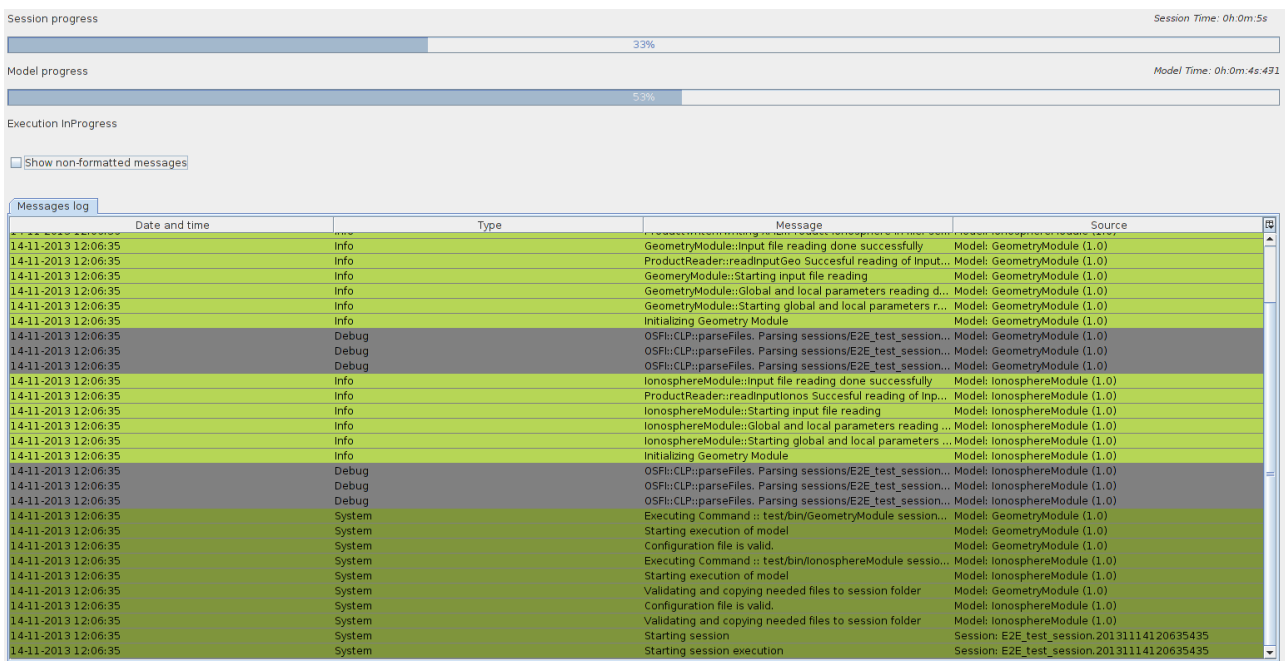 Session progress Session Time: 0h:0m:5s
33%
Model progress Model Time: 0h:0m:4s:431
53%
Execution InProgress
Show non-formatted messages
Messages log
Date and time Type Message Source
14-11-2013 12:06:35 Info
14-11-2013 12:06:35 Info GeometryModule::Input file reading done successfully Model: GeometryModule (1.0)
14-11-2013 12:06:35 Info ProductReader::readInputGeo Succesful reading of Input... Model: GeometryModule (1.0)
14-11-2013 12:06:35 Info GeomeryModule::Starting input file reading Model: GeometryModule (1.0)
14-11-2013 12:06:35 Info GeometryModule::Global and local parameters reading d... Model: GeometryModule (1.0)
14-11-2013 12:06:35 Info GeometryModule::Starting global and local parameters r... Model: GeometryModule (1.0)
14-11-2013 12:06:35 Info Initializing Geometry Module Model: GeometryModule (1.0)
14-11-2013 12:06:35 Debug OSFI::CLP::parseFiles. Parsing sessions/E2E_test_session... Model: GeometryModule (1.0)
14-11-2013 12:06:35 Debug OSFI::CLP::parseFiles. Parsing sessions/E2E_test_session... Model: GeometryModule (1.0)
14-11-2013 12:06:35 Debug OSFI::CLP::parseFiles. Parsing sessions/E2E_test_session... Model: GeometryModule (1.0)
14-11-2013 12:06:35 Info IonosphereModule::Input file reading done successfully Model: IonosphereModule (1.0)
14-11-2013 12:06:35 Info ProductReader::readInputIonos Succesful reading of Inp... Model: IonosphereModule (1.0)
14-11-2013 12:06:35 Info IonosphereModule::Starting input file reading Model: IonosphereModule (1.0)
14-11-2013 12:06:35 Info IonosphereModule::Global and local parameters reading ... Model: IonosphereModule (1.0)
14-11-2013 12:06:35 Info IonosphereModule::Starting global and local parameters ... Model: IonosphereModule (1.0)
14-11-2013 12:06:35 Info Initializing Geometry Module Model: IonosphereModule (1.0)
14-11-2013 12:06:35 Debug OSFI::CLP::parseFiles. Parsing sessions/E2E_test_session... Model: IonosphereModule (1.0)
14-11-2013 12:06:35 Debug OSFI::CLP::parseFiles. Parsing sessions/E2E_test_session... Model: IonosphereModule (1.0)
14-11-2013 12:06:35 Debug OSFI::CLP::parseFiles. Parsing sessions/E2E_test_session... Model: IonosphereModule (1.0)
14-11-2013 12:06:35 System Executing Command :: test/bin/GeometryModule session... Model: GeometryModule (1.0)
14-11-2013 12:06:35 System Starting execution of model Model: GeometryModule (1.0)
14-11-2013 12:06:35 System Configuration file is valid. Model: GeometryModule (1.0)
14-11-2013 12:06:35 System Executing Command :: test/bin/IonosphereModule sessio... Model: IonosphereModule (1.0)
14-11-2013 12:06:35 System Starting execution of model Model: IonosphereModule (1.0)
14-11-2013 12:06:35 System Validating and copying needed files to session folder Model: GeometryModule (1.0)
14-11-2013 12:06:35 System Configuration file is valid. Model: IonosphereModule (1.0)
14-11-2013 12:06:35 System Validating and copying needed files to session folder Model: IonosphereModule (1.0)
14-11-2013 12:06:35 System Starting session Session: E2E_test_session.20131114120635435
14-11-2013 12:06:35 System Starting session execution Session: E2E_test_session.20131114120635435